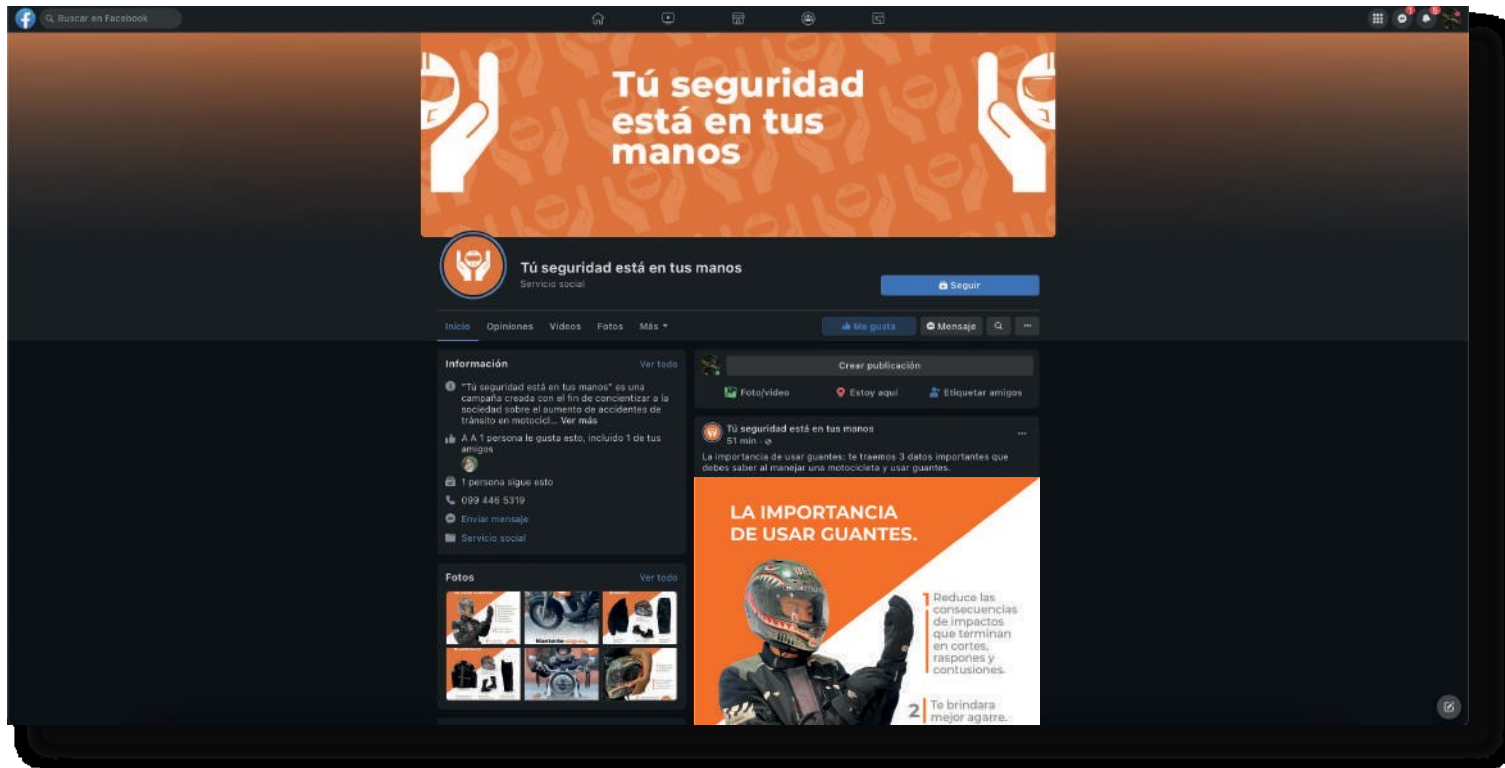 Buscar en Facebook
1
5
Tú seguridad
está en tus
manos
Tú seguridad está en tus manos
Servicio social
Seguir
Inicio Opiniones Videos Fotos Más
Me gusta Mensaje
Información Ver todo
"Tú seguridad está en tus manos" es una
campaña creada con el fin de concientizar a la
sociedad sobre el aumento de accidentes de
tránsito en motocicl... Ver más
A A 1 persona le gusta esto, incluido 1 de tus
amigos
1 persona sigue esto
099 446 5319
Enviar mensaje
Servicio social
Fotos Ver todo
Crear publicación
Foto/video Estoy aquí Etiquetar amigos
Tú seguridad está en tus manos
51 min
La importancia de usar guantes: te traemos 3 datos importantes que
debes saber al manejar una motocicleta y usar guantes.
LA IMPORTANCIA
DE USAR GUANTES.
1 Reduce las
consecuencias
de impactos
que terminan
en cortes,
raspones y
contusiones.
2 Te brindara
mejor agarre.